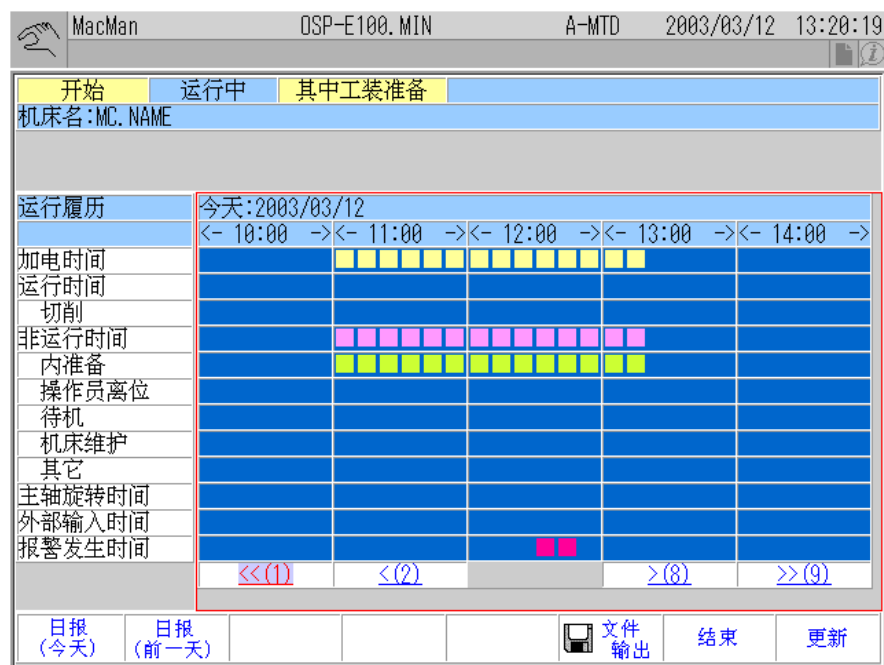 MacMan OSP-E100.MIN A-MTD 2003/03/12 13:20:19
开始 运行中 其中工装准备
机床名:MC.NAME
运行履历 今天:2003/03/12
<- 10:00 -> <- 11:00 -> <- 12:00 -> <- 13:00 -> <- 14:00 ->
加电时间
运行时间
切削
非运行时间
内准备
操作员离位
待机
机床维护
其它
主轴旋转时间
外部输入时间
报警发生时间
<<(1) <(2) >(8) >>(9)
日报 日报 文件 结束 更新
(今天) (前一天) 输出